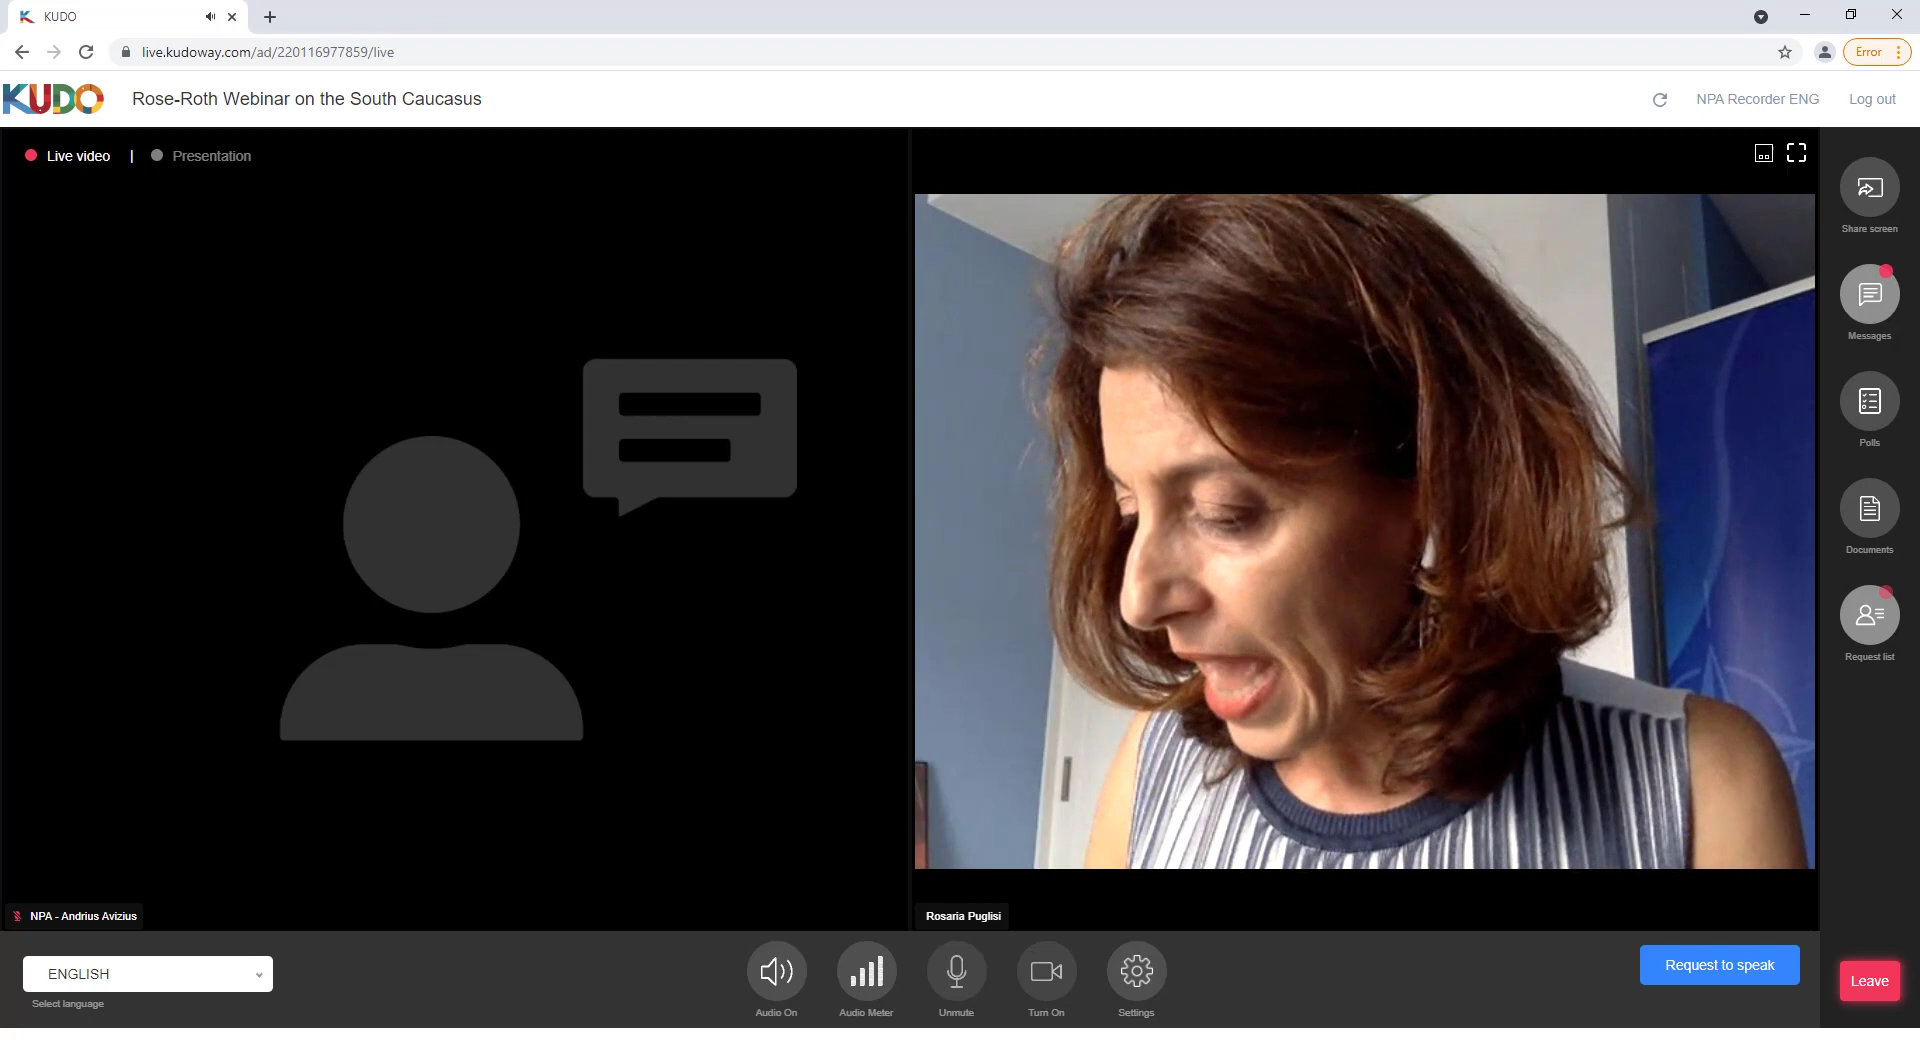 KUDO
live.kudoway.com/ad/220116977859/live
Error
KUDO
Rose-Roth Webinar on the South Caucasus
NPA Recorder ENG
Log out
Live video | Presentation
Share screen
Messages
Polls
Documents
Request list
NPA - Andrius Avizius
Rosaria Puglisi
ENGLISH
Select language
Audio On
Audio Meter
Unmute
Turn On
Settings
Request to speak
Leave